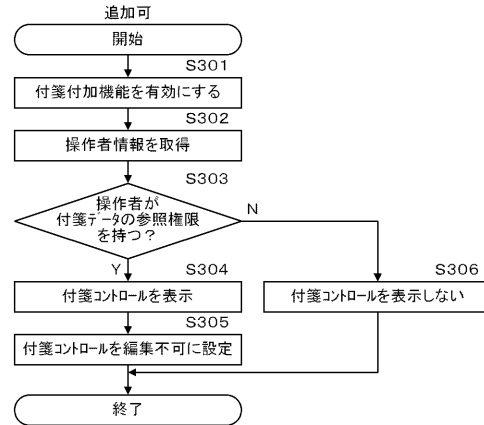 追加可
開始
S301
付箋付加機能を有効にする
S302
操作者情報を取得
S303
操作者が
付箋ﾃﾞｰﾀの参照権限
を持つ？
N
Y
S304
付箋ｺﾝﾄﾛｰﾙを表示
S306
付箋ｺﾝﾄﾛｰﾙを表示しない
S305
付箋ｺﾝﾄﾛｰﾙを編集不可に設定
終了